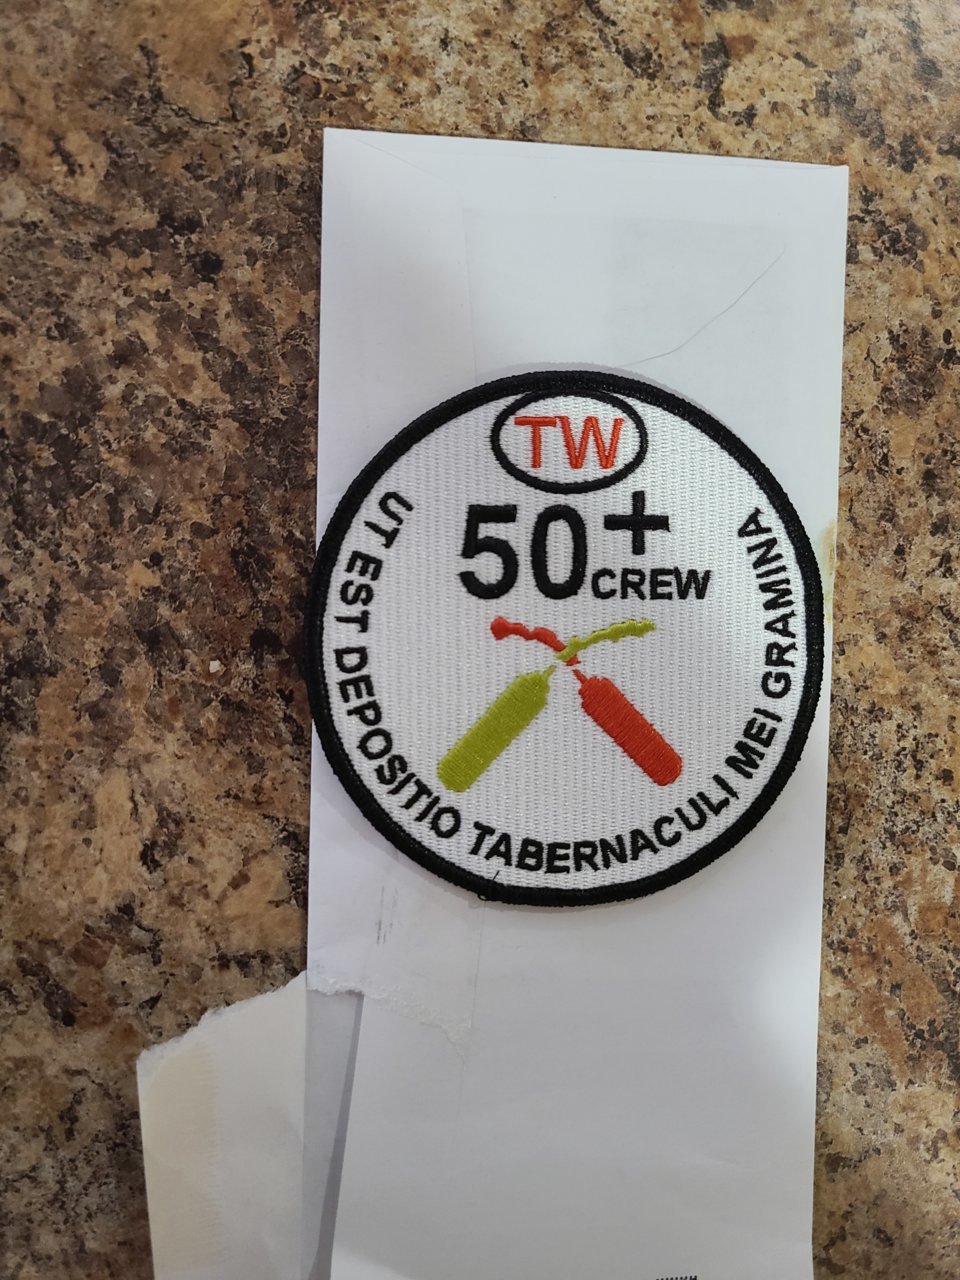 TW
50+
CREW
UT EST DEPOSITIO TABERNACULI MEI GRAMINA